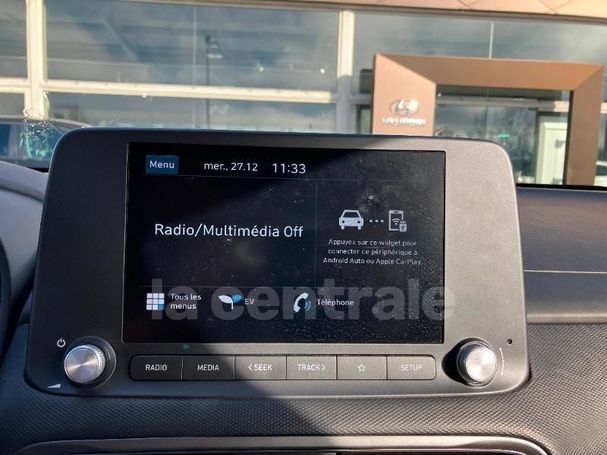 HYUNDAI
Menu
mer., 27.12
11:33
Radio/Multimédia Off
Appuyez sur ce widget pour
connecter ce périphérique à
Android Auto ou Apple CarPlay.
Tous les
menus
EV
Téléphone
la centrale
RADIO
MEDIA
<SEEK
TRACK>
☆
SETUP